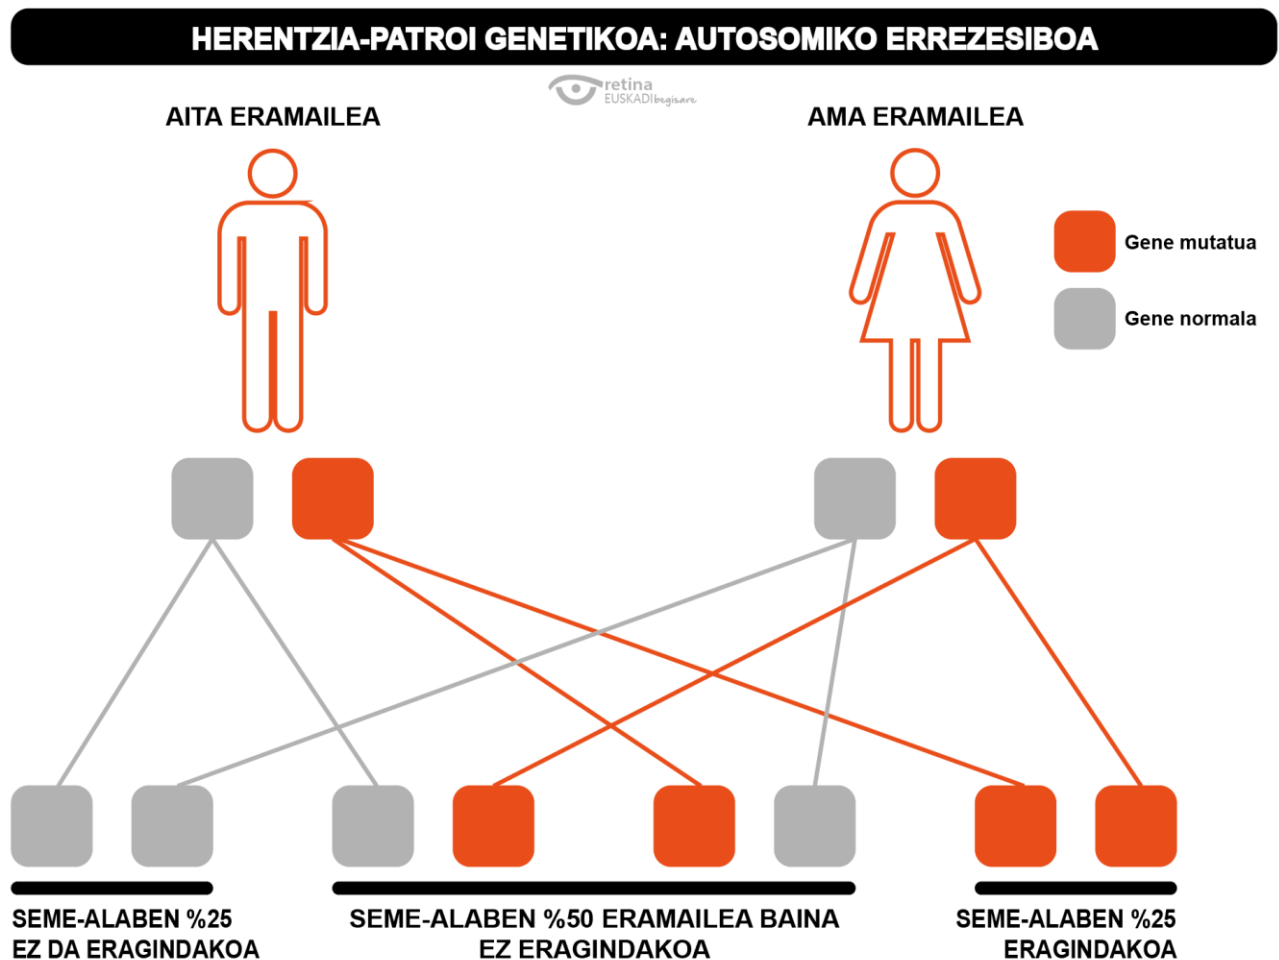 HERENTZIA-PATROI GENETIKOA: AUTOSOMIKO ERREZESIBOA
retina
EUSKADI begisare
AITA ERAMAILEA
AMA ERAMAILEA
Gene mutatua
Gene normala
SEME-ALABEN %25
EZ DA ERAGINDAKOA
SEME-ALABEN %50 ERAMAILEA BAINA
EZ ERAGINDAKOA
SEME-ALABEN %25
ERAGINDAKOA